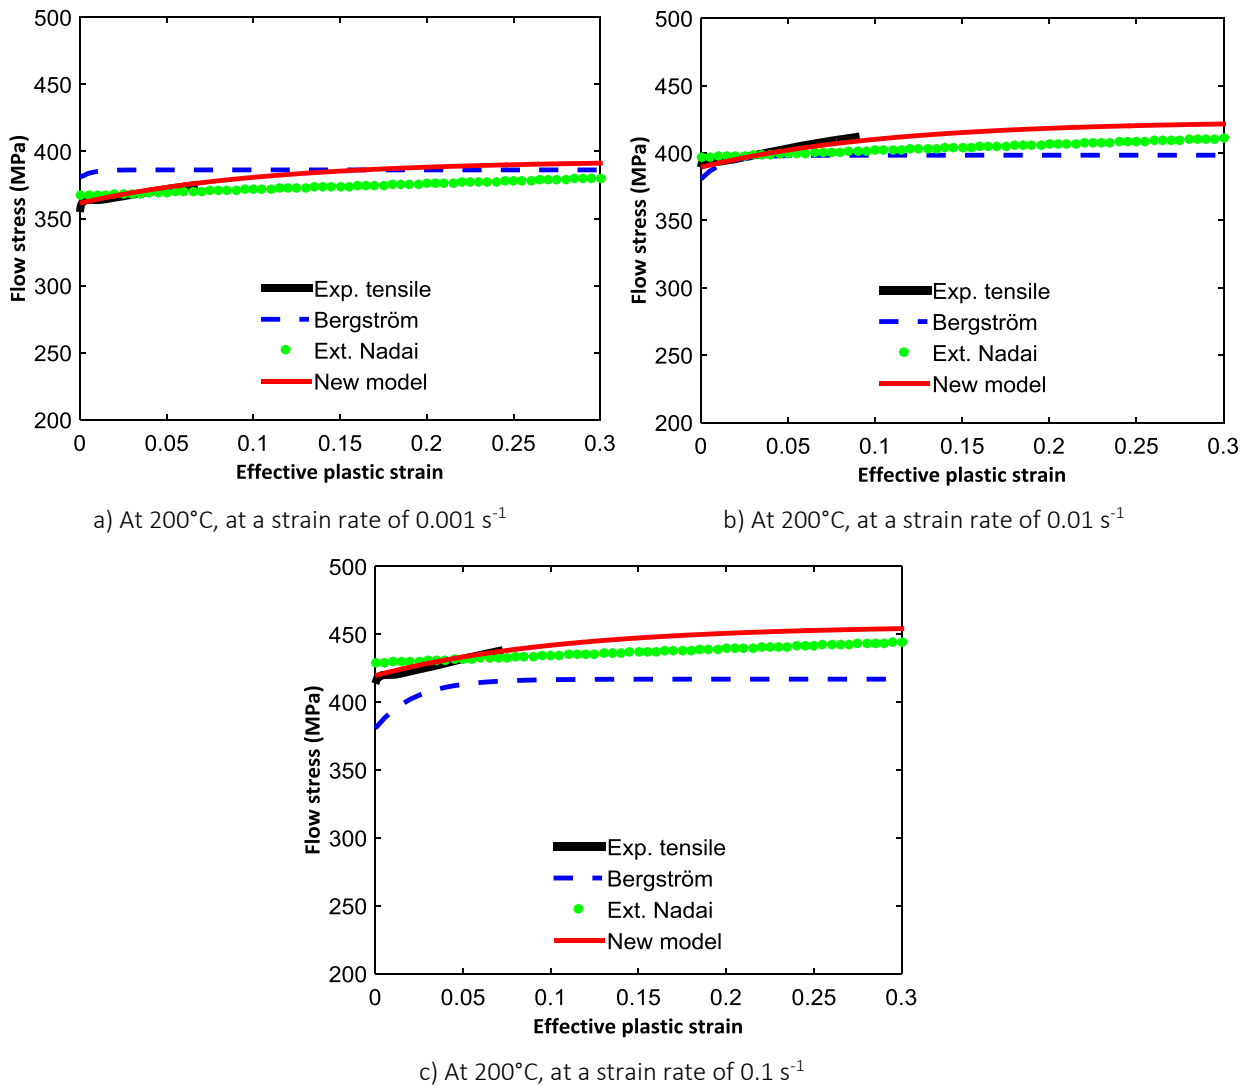 500
450
400
350
300
250
200
Flow stress (MPa)
Exp. tensile
Bergström
Ext. Nadai
New model
0 0.05 0.1 0.15 0.2 0.25 0.3
Effective plastic strain
a) At 200°C, at a strain rate of 0.001 s-1
500
450
400
350
300
250
200
Flow stress (MPa)
Exp. tensile
Bergström
Ext. Nadai
New model
0 0.05 0.1 0.15 0.2 0.25 0.3
Effective plastic strain
b) At 200°C, at a strain rate of 0.01 s-1
500
450
400
350
300
250
200
Flow stress (MPa)
Exp. tensile
Bergström
Ext. Nadai
New model
0 0.05 0.1 0.15 0.2 0.25 0.3
Effective plastic strain
c) At 200°C, at a strain rate of 0.1 s-1